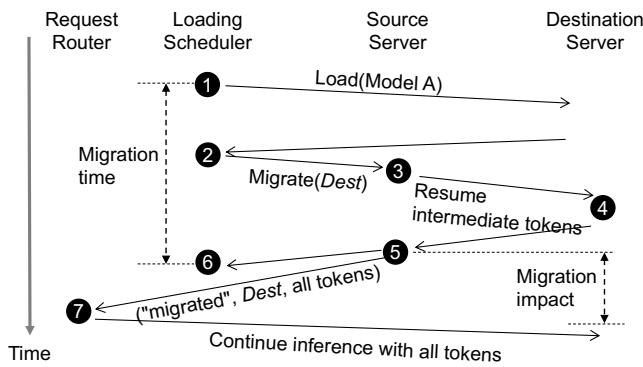 Request Router
Loading Scheduler
Source Server
Destination Server
1
Load(Model A)
Migration time
2
Migrate(Dest)
3
Resume intermediate tokens
4
5
6
("migrated", Dest, all tokens)
Migration impact
7
Continue inference with all tokens
Time